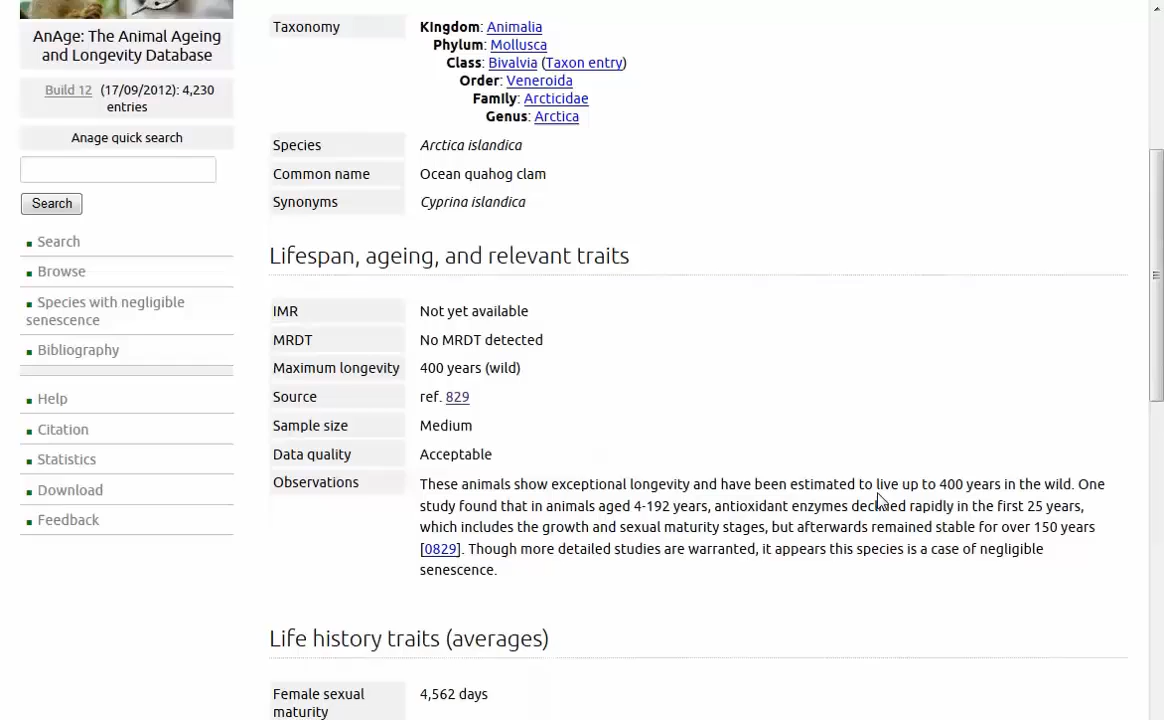 AnAge: The Animal Ageing
and Longevity Database
Build 12 (17/09/2012): 4,230
entries
Anage quick search
Search
Search
Browse
Species with negligible
senescence
Bibliography
Help
Citation
Statistics
Download
Feedback
Taxonomy
Kingdom: Animalia
Phylum: Mollusca
Class: Bivalvia (Taxon entry)
Order: Veneroida
Family: Arcticidae
Genus: Arctica
Species Arctica islandica
Common name Ocean quahog clam
Synonyms Cyprina islandica
Lifespan, ageing, and relevant traits
IMR Not yet available
MRDT No MRDT detected
Maximum longevity 400 years (wild)
Source ref. 829
Sample size Medium
Data quality Acceptable
Observations These animals show exceptional longevity and have been estimated to live up to 400 years in the wild. One
study found that in animals aged 4-192 years, antioxidant enzymes declined rapidly in the first 25 years,
which includes the growth and sexual maturity stages, but afterwards remained stable for over 150 years
[0829]. Though more detailed studies are warranted, it appears this species is a case of negligible
senescence.
Life history traits (averages)
Female sexual 4,562 days
maturity